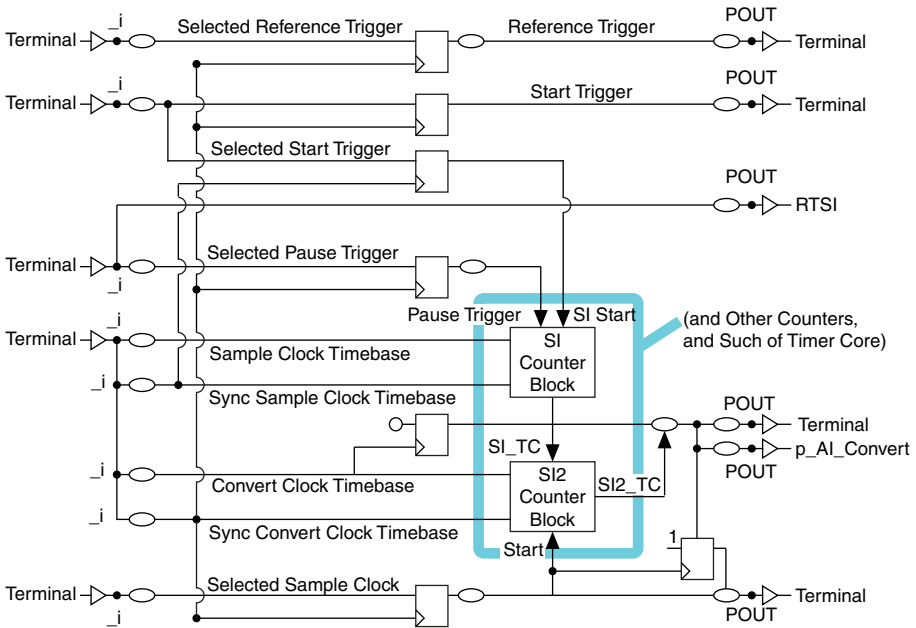 POUT
_i
Selected Reference Trigger
Reference Trigger
Terminal
Terminal
POUT
_i
Start Trigger
Terminal
Terminal
Selected Start Trigger
POUT
RTSI
Selected Pause Trigger
Terminal
_i
Pause Trigger
SI Start
(and Other Counters,
and Such of Timer Core)
_i
Terminal
SI
Counter
Block
Sample Clock Timebase
_i
Sync Sample Clock Timebase
POUT
Terminal
SI_TC
p_AI_Convert
POUT
_i
Convert Clock Timebase
SI2
Counter
Block
SI2_TC
_i
Sync Convert Clock Timebase
1
Start
Selected Sample Clock
Terminal
Terminal
_i
POUT